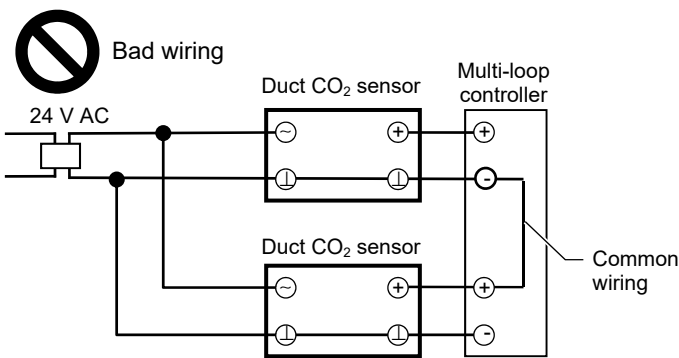 Bad wiring
Multi-loop
controller
Duct CO₂ sensor
24 V AC
~ + +
⊥ ⊥ -
Duct CO₂ sensor
Common
wiring
~ + +
⊥ ⊥ -